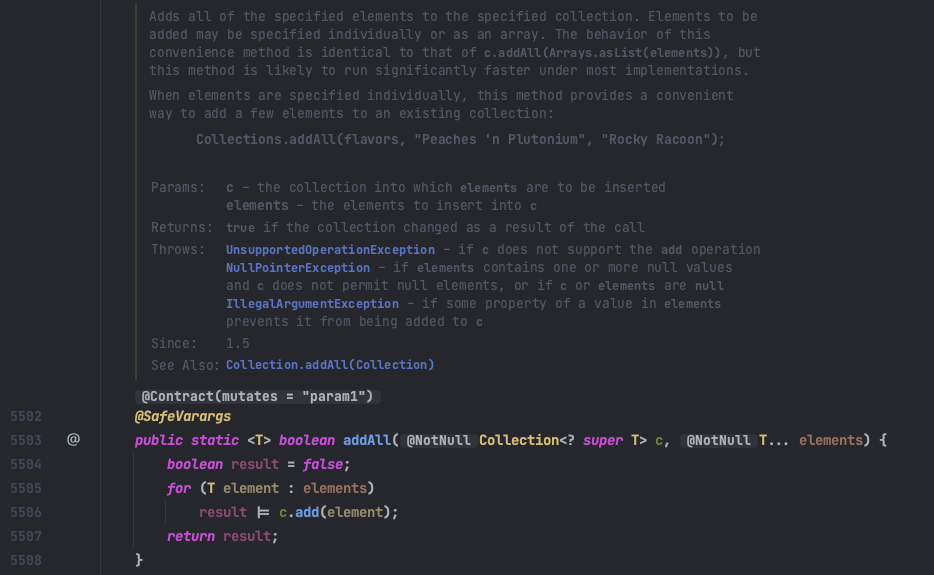 Adds all of the specified elements to the specified collection. Elements to be
added may be specified individually or as an array. The behavior of this
convenience method is identical to that of c.addAll(Arrays.asList(elements)), but
this method is likely to run significantly faster under most implementations.
When elements are specified individually, this method provides a convenient
way to add a few elements to an existing collection:
Collections.addAll(flavors, "Peaches 'n Plutonium", "Rocky Racoon");
Params: c – the collection into which elements are to be inserted
elements – the elements to insert into c
Returns: true if the collection changed as a result of the call
Throws: UnsupportedOperationException – if c does not support the add operation
NullPointerException – if elements contains one or more null values
and c does not permit null elements, or if c or elements are null
IllegalArgumentException – if some property of a value in elements
prevents it from being added to c
Since: 1.5
See Also: Collection.addAll(Collection)
@Contract(mutates = "param1")
5502 @SafeVarargs
5503 @ public static <T> boolean addAll( @NotNull Collection<? super T> c, @NotNull T... elements) {
5504 boolean result = false;
5505 for (T element : elements)
5506 result |= c.add(element);
5507 return result;
5508 }